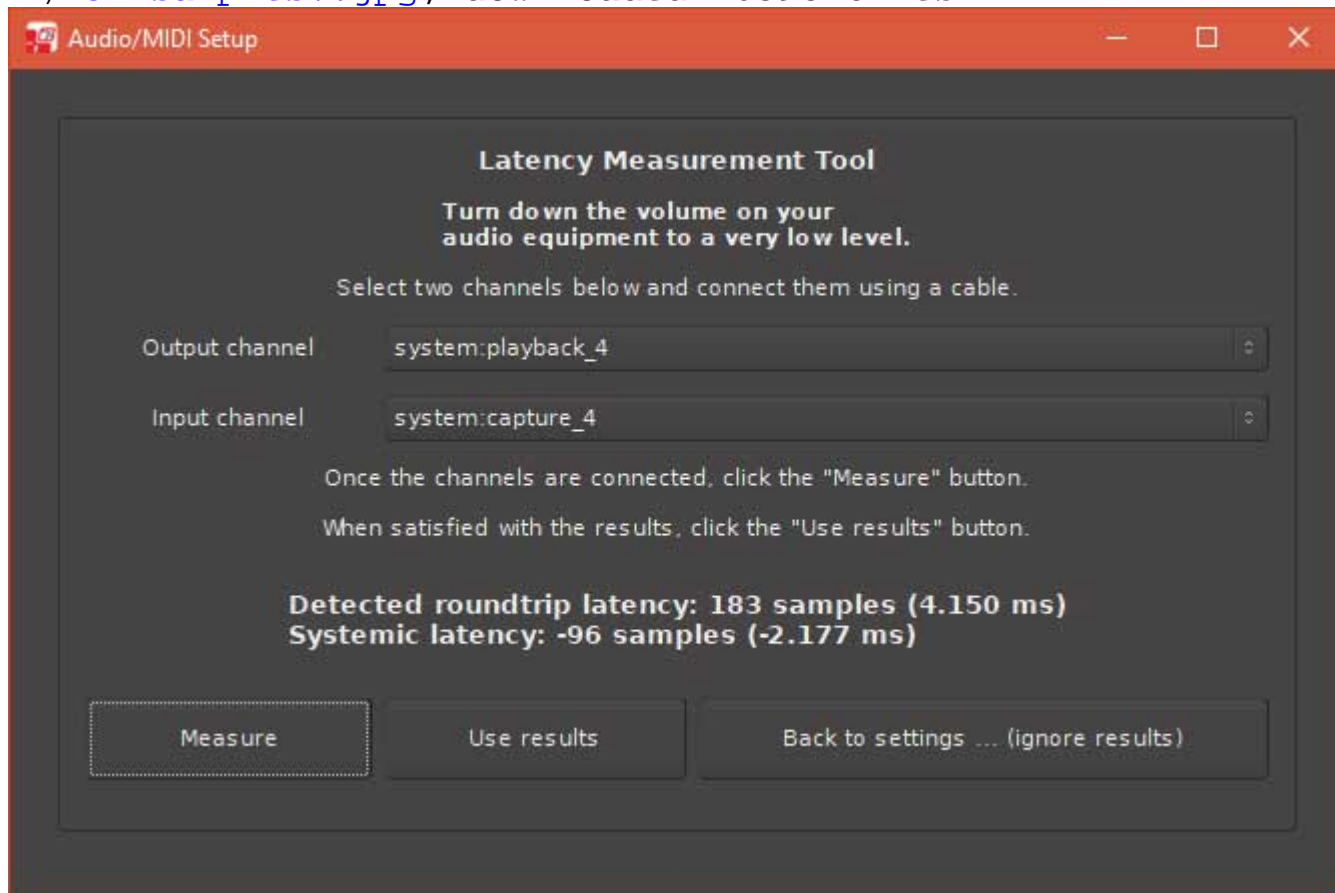 Audio/MIDI Setup
Latency Measurement Tool
Turn down the volume on your
audio equipment to a very low level.
Select two channels below and connect them using a cable.
Output channel system:playback_4
Input channel system:capture_4
Once the channels are connected, click the "Measure" button.
When satisfied with the results, click the "Use results" button.
Detected roundtrip latency: 183 samples (4.150 ms)
Systemic latency: -96 samples (-2.177 ms)
Measure Use results Back to settings ... (ignore results)